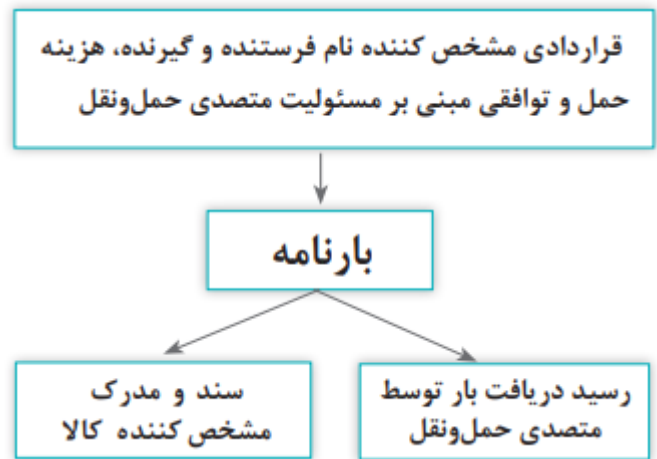 قراردادی مشخص کننده نام فرستنده و گیرنده، هزینه
حمل و توافقی مبنی بر مسئولیت متصدی حمل‌ونقل
بارنامه
رسید دریافت بار توسط
متصدی حمل‌ونقل
سند و مدرک
مشخص کننده کالا